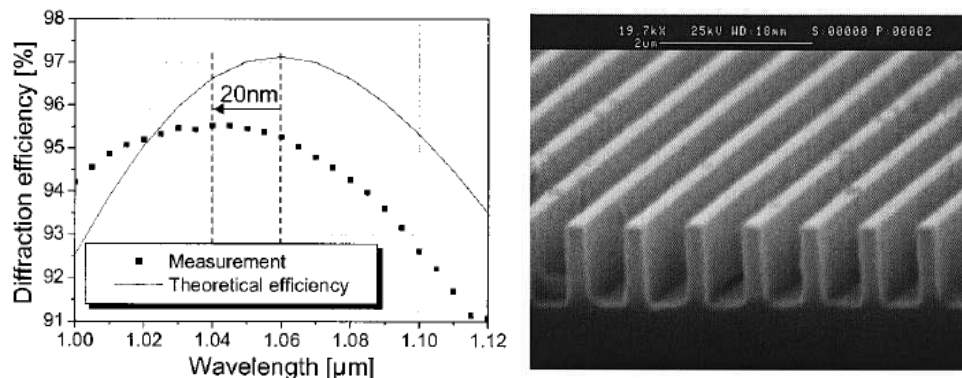 98
97
96
95
94
93
92
91
Diffraction efficiency [%]
20nm
Measurement
Theoretical efficiency
1.00 1.02 1.04 1.06 1.08 1.10 1.12
Wavelength [µm]
19.7kX 25kV WD:18mm S:00000 P:00002
2um